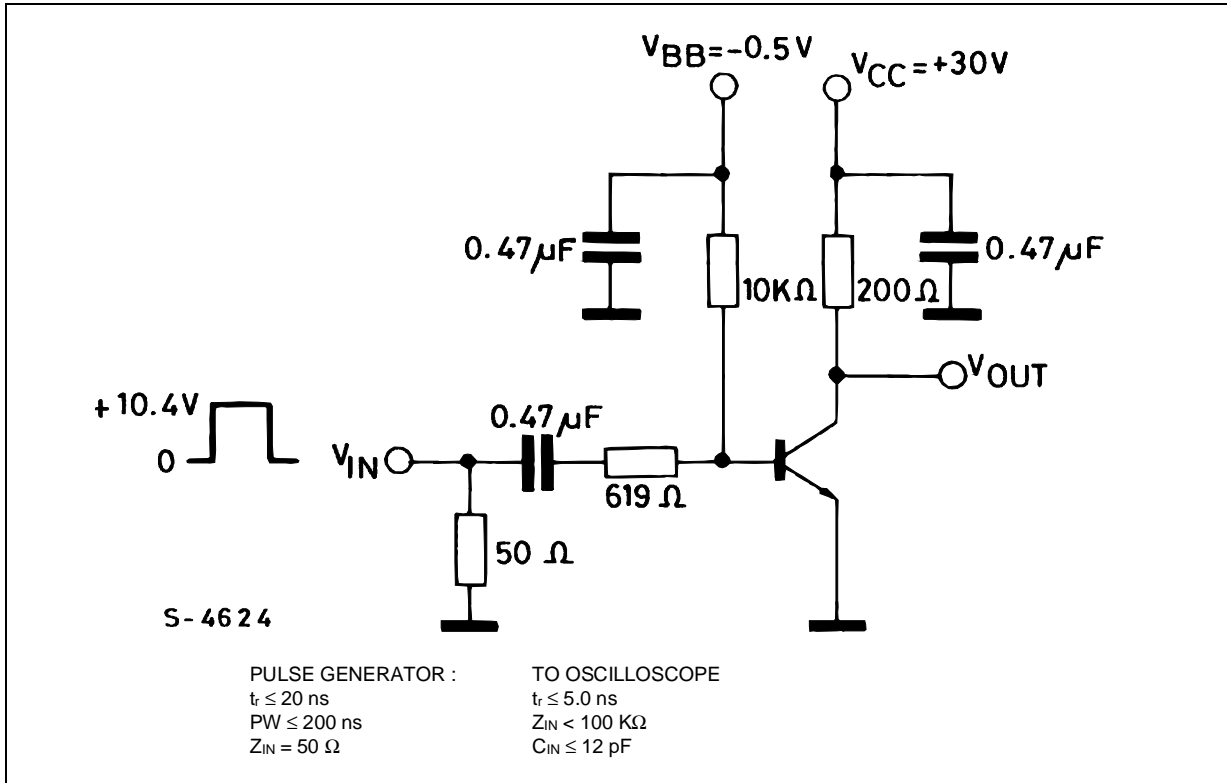 VBB=-0.5V
VCC=+30V
0.47µF
10KΩ
200Ω
0.47µF
VOUT
+10.4V
0
VIN
0.47µF
619 Ω
50 Ω
S-4624
PULSE GENERATOR :
tr ≤ 20 ns
PW ≤ 200 ns
ZIN = 50 Ω
TO OSCILLOSCOPE
tr ≤ 5.0 ns
ZIN < 100 KΩ
CIN ≤ 12 pF